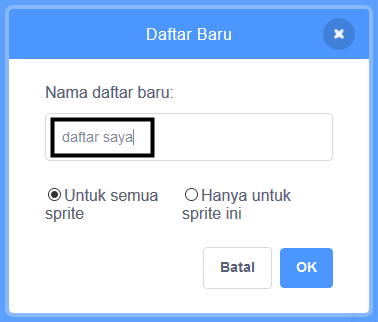 Daftar Baru
Nama daftar baru:
daftar saya
Untuk semua sprite
Hanya untuk sprite ini
Batal
OK